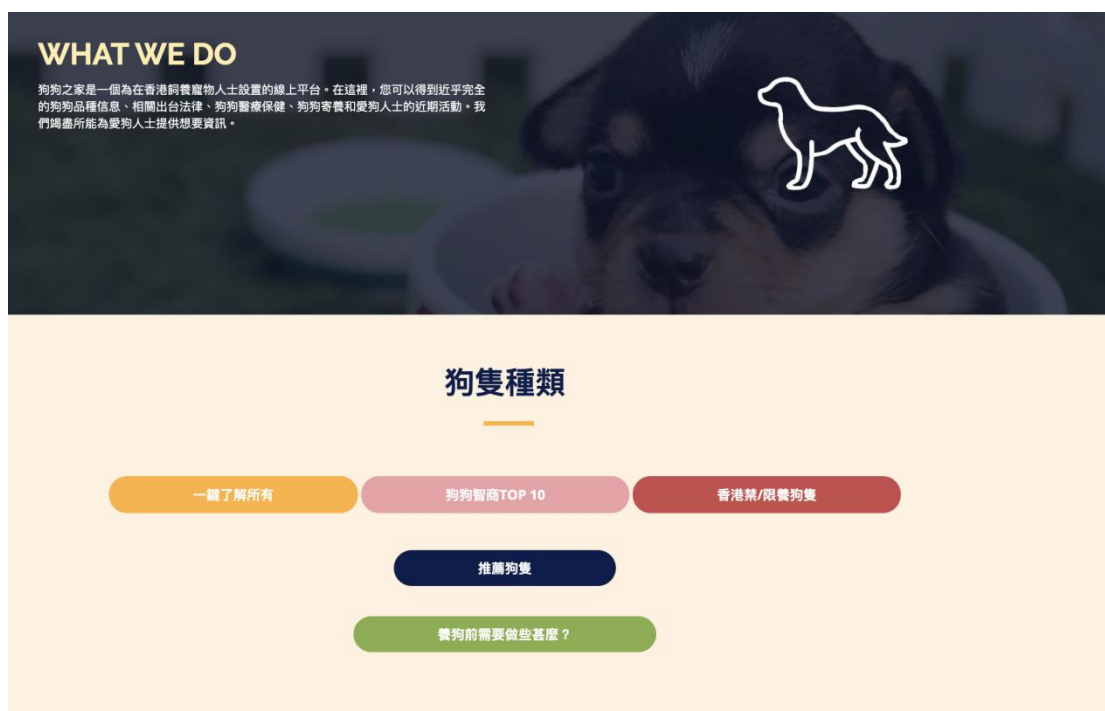 WHAT WE DO
狗狗之家是一個為在香港飼養寵物人士設置的線上平台。在這裡，您可以得到近乎完全
的狗狗品種信息、相關出台法律、狗狗醫療保健、狗狗寄養和愛狗人士的近期活動。我
們竭盡所能為愛狗人士提供想要資訊。
狗隻種類
一鍵了解所有
狗狗智商TOP 10
香港禁/限養狗隻
推薦狗隻
養狗前需要做些甚麼？